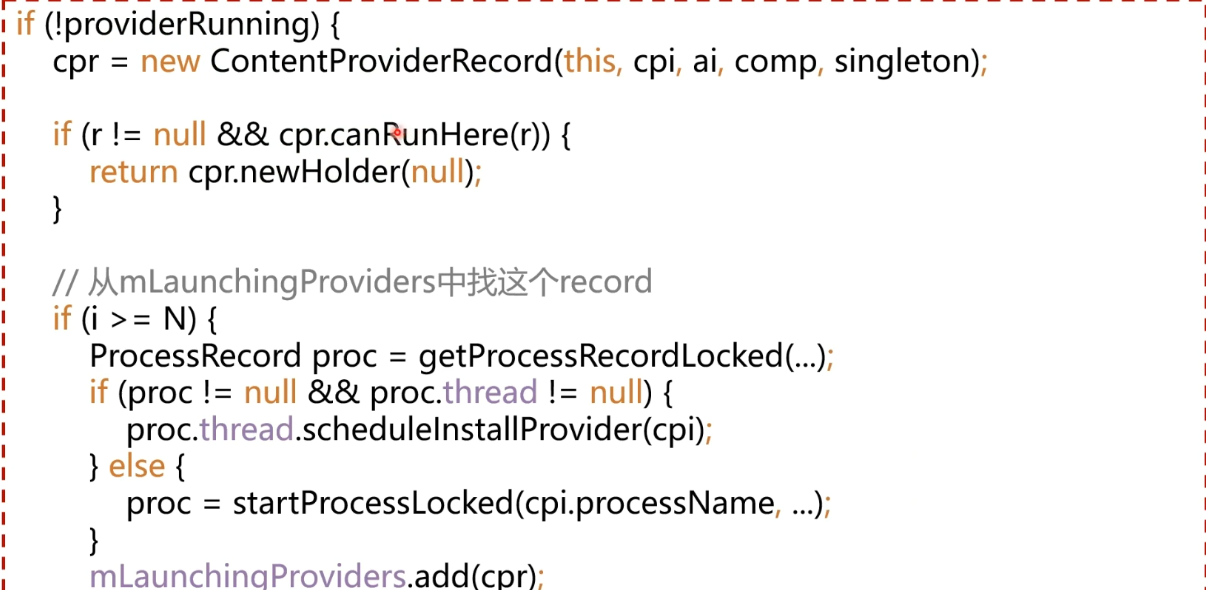 if (!providerRunning) {
cpr = new ContentProviderRecord(this, cpi, ai, comp, singleton);
if (r != null && cpr.canRunHere(r)) {
return cpr.newHolder(null);
}
// 从mLaunchingProviders中找这个record
if (i >= N) {
ProcessRecord proc = getProcessRecordLocked(...);
if (proc != null && proc.thread != null) {
proc.thread.scheduleInstallProvider(cpi);
} else {
proc = startProcessLocked(cpi.processName, ...);
}
mLaunchingProviders.add(cpr);